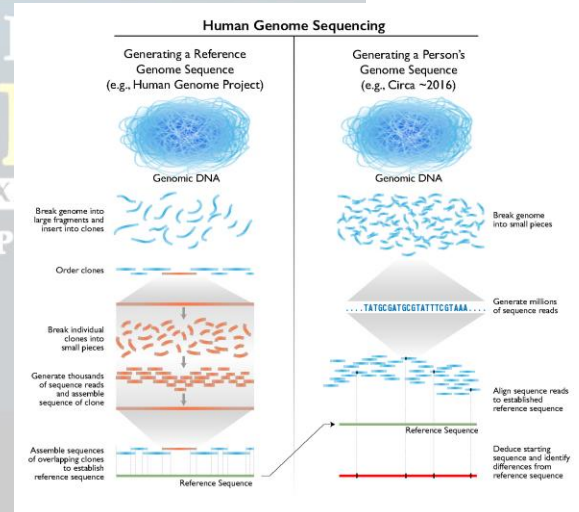 Human Genome Sequencing
Generating a Reference
Genome Sequence
(e.g., Human Genome Project)
Genomic DNA
Break genome into
large fragments and
insert into clones
Order clones
Break individual
clones into
small pieces
Generate thousands
of sequence reads
and assemble
sequence of clone
Assemble sequences
of overlapping clones
to establish
reference sequence
Reference Sequence
Generating a Person's
Genome Sequence
(e.g., Circa ~2016)
Genomic DNA
Break genome
into small pieces
....TATGCGATGCGTATTTCGTAAA....
Generate millions
of sequence reads
Align sequence reads
to established
reference sequence
Reference Sequence
Deduce starting
sequence and identify
differences from
reference sequence